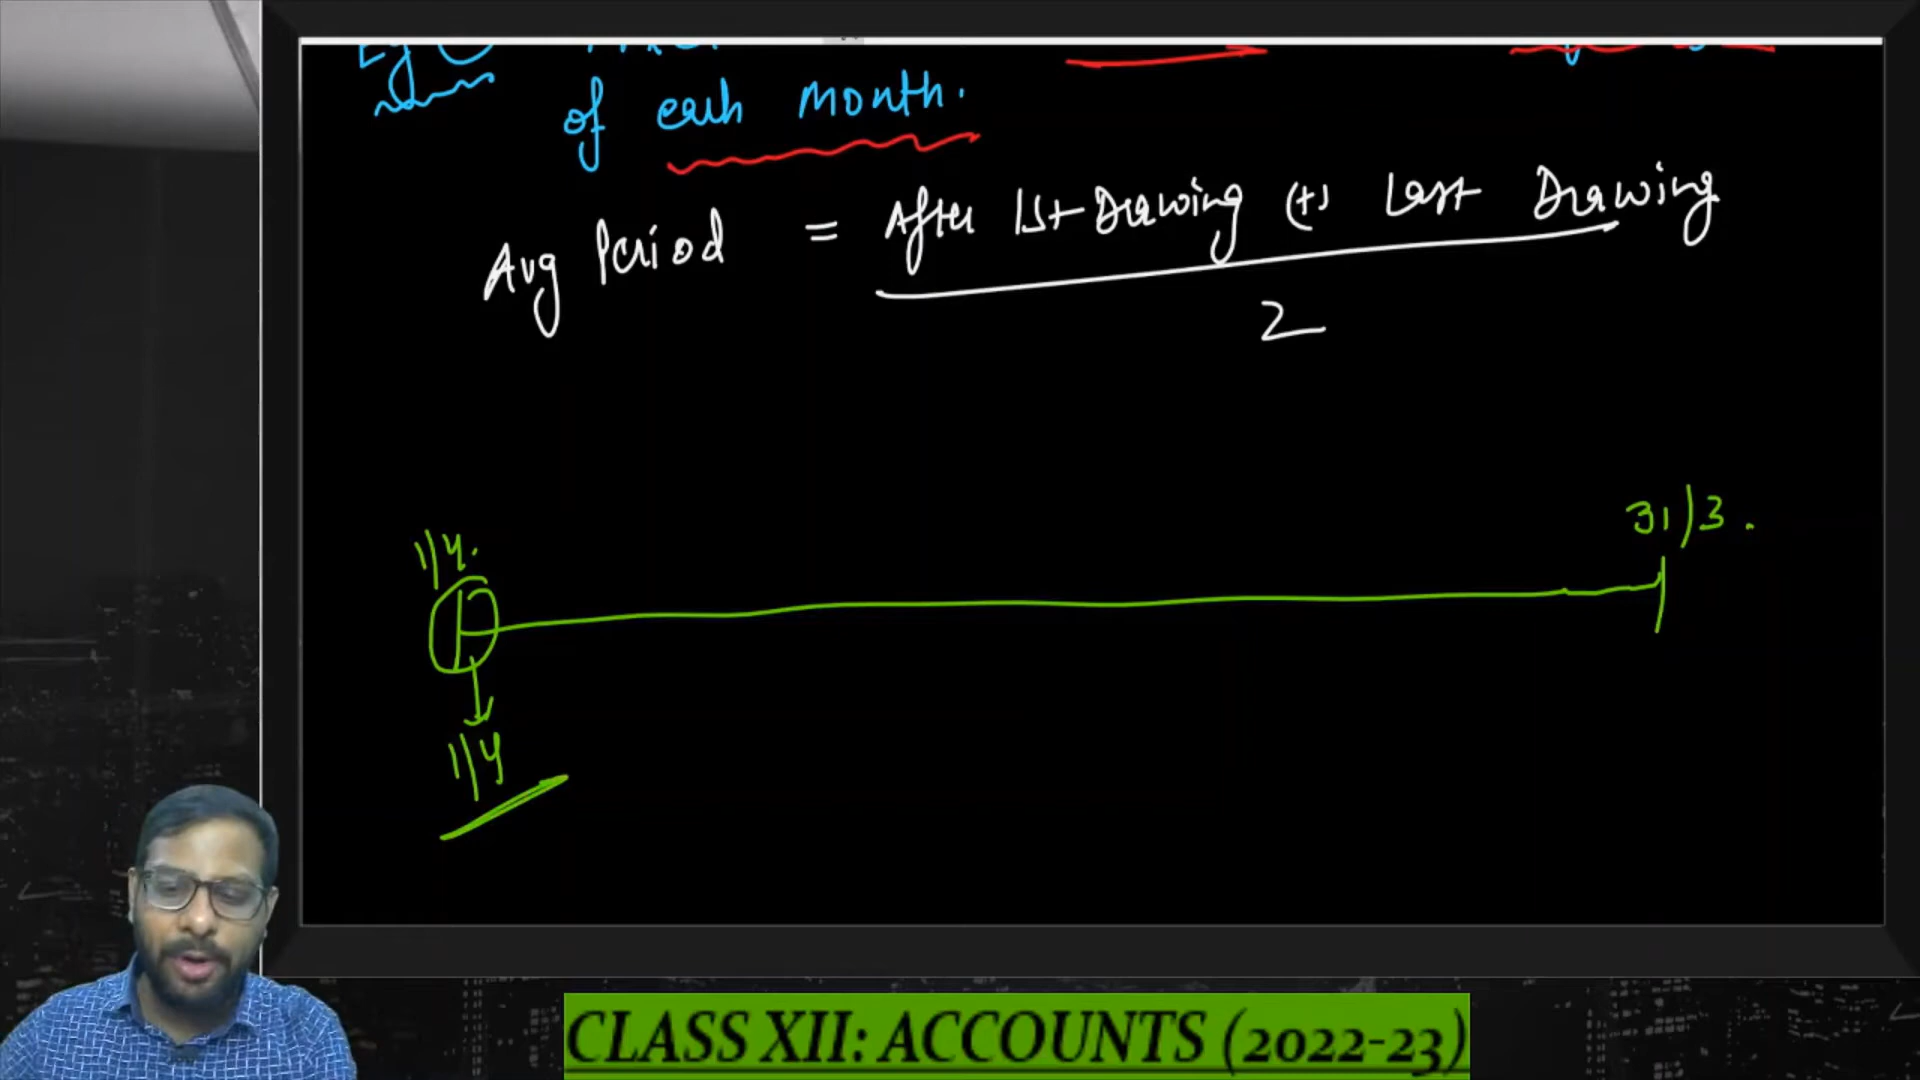 Eg
of each month.
Avg Period = After 1st Drawing (+) Last Drawing
2
1/4.
31/3.
1/4
CLASS XII: ACCOUNTS (2022-23)